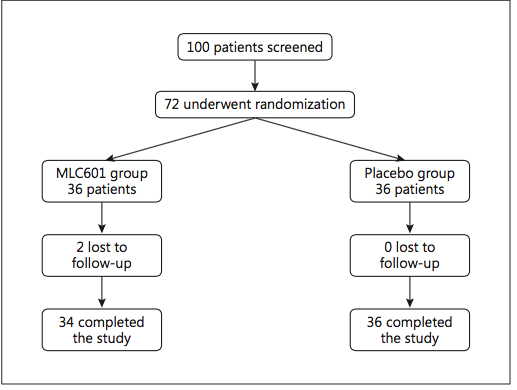 100 patients screened
72 underwent randomization
MLC601 group
36 patients
Placebo group
36 patients
2 lost to
follow-up
0 lost to
follow-up
34 completed
the study
36 completed
the study